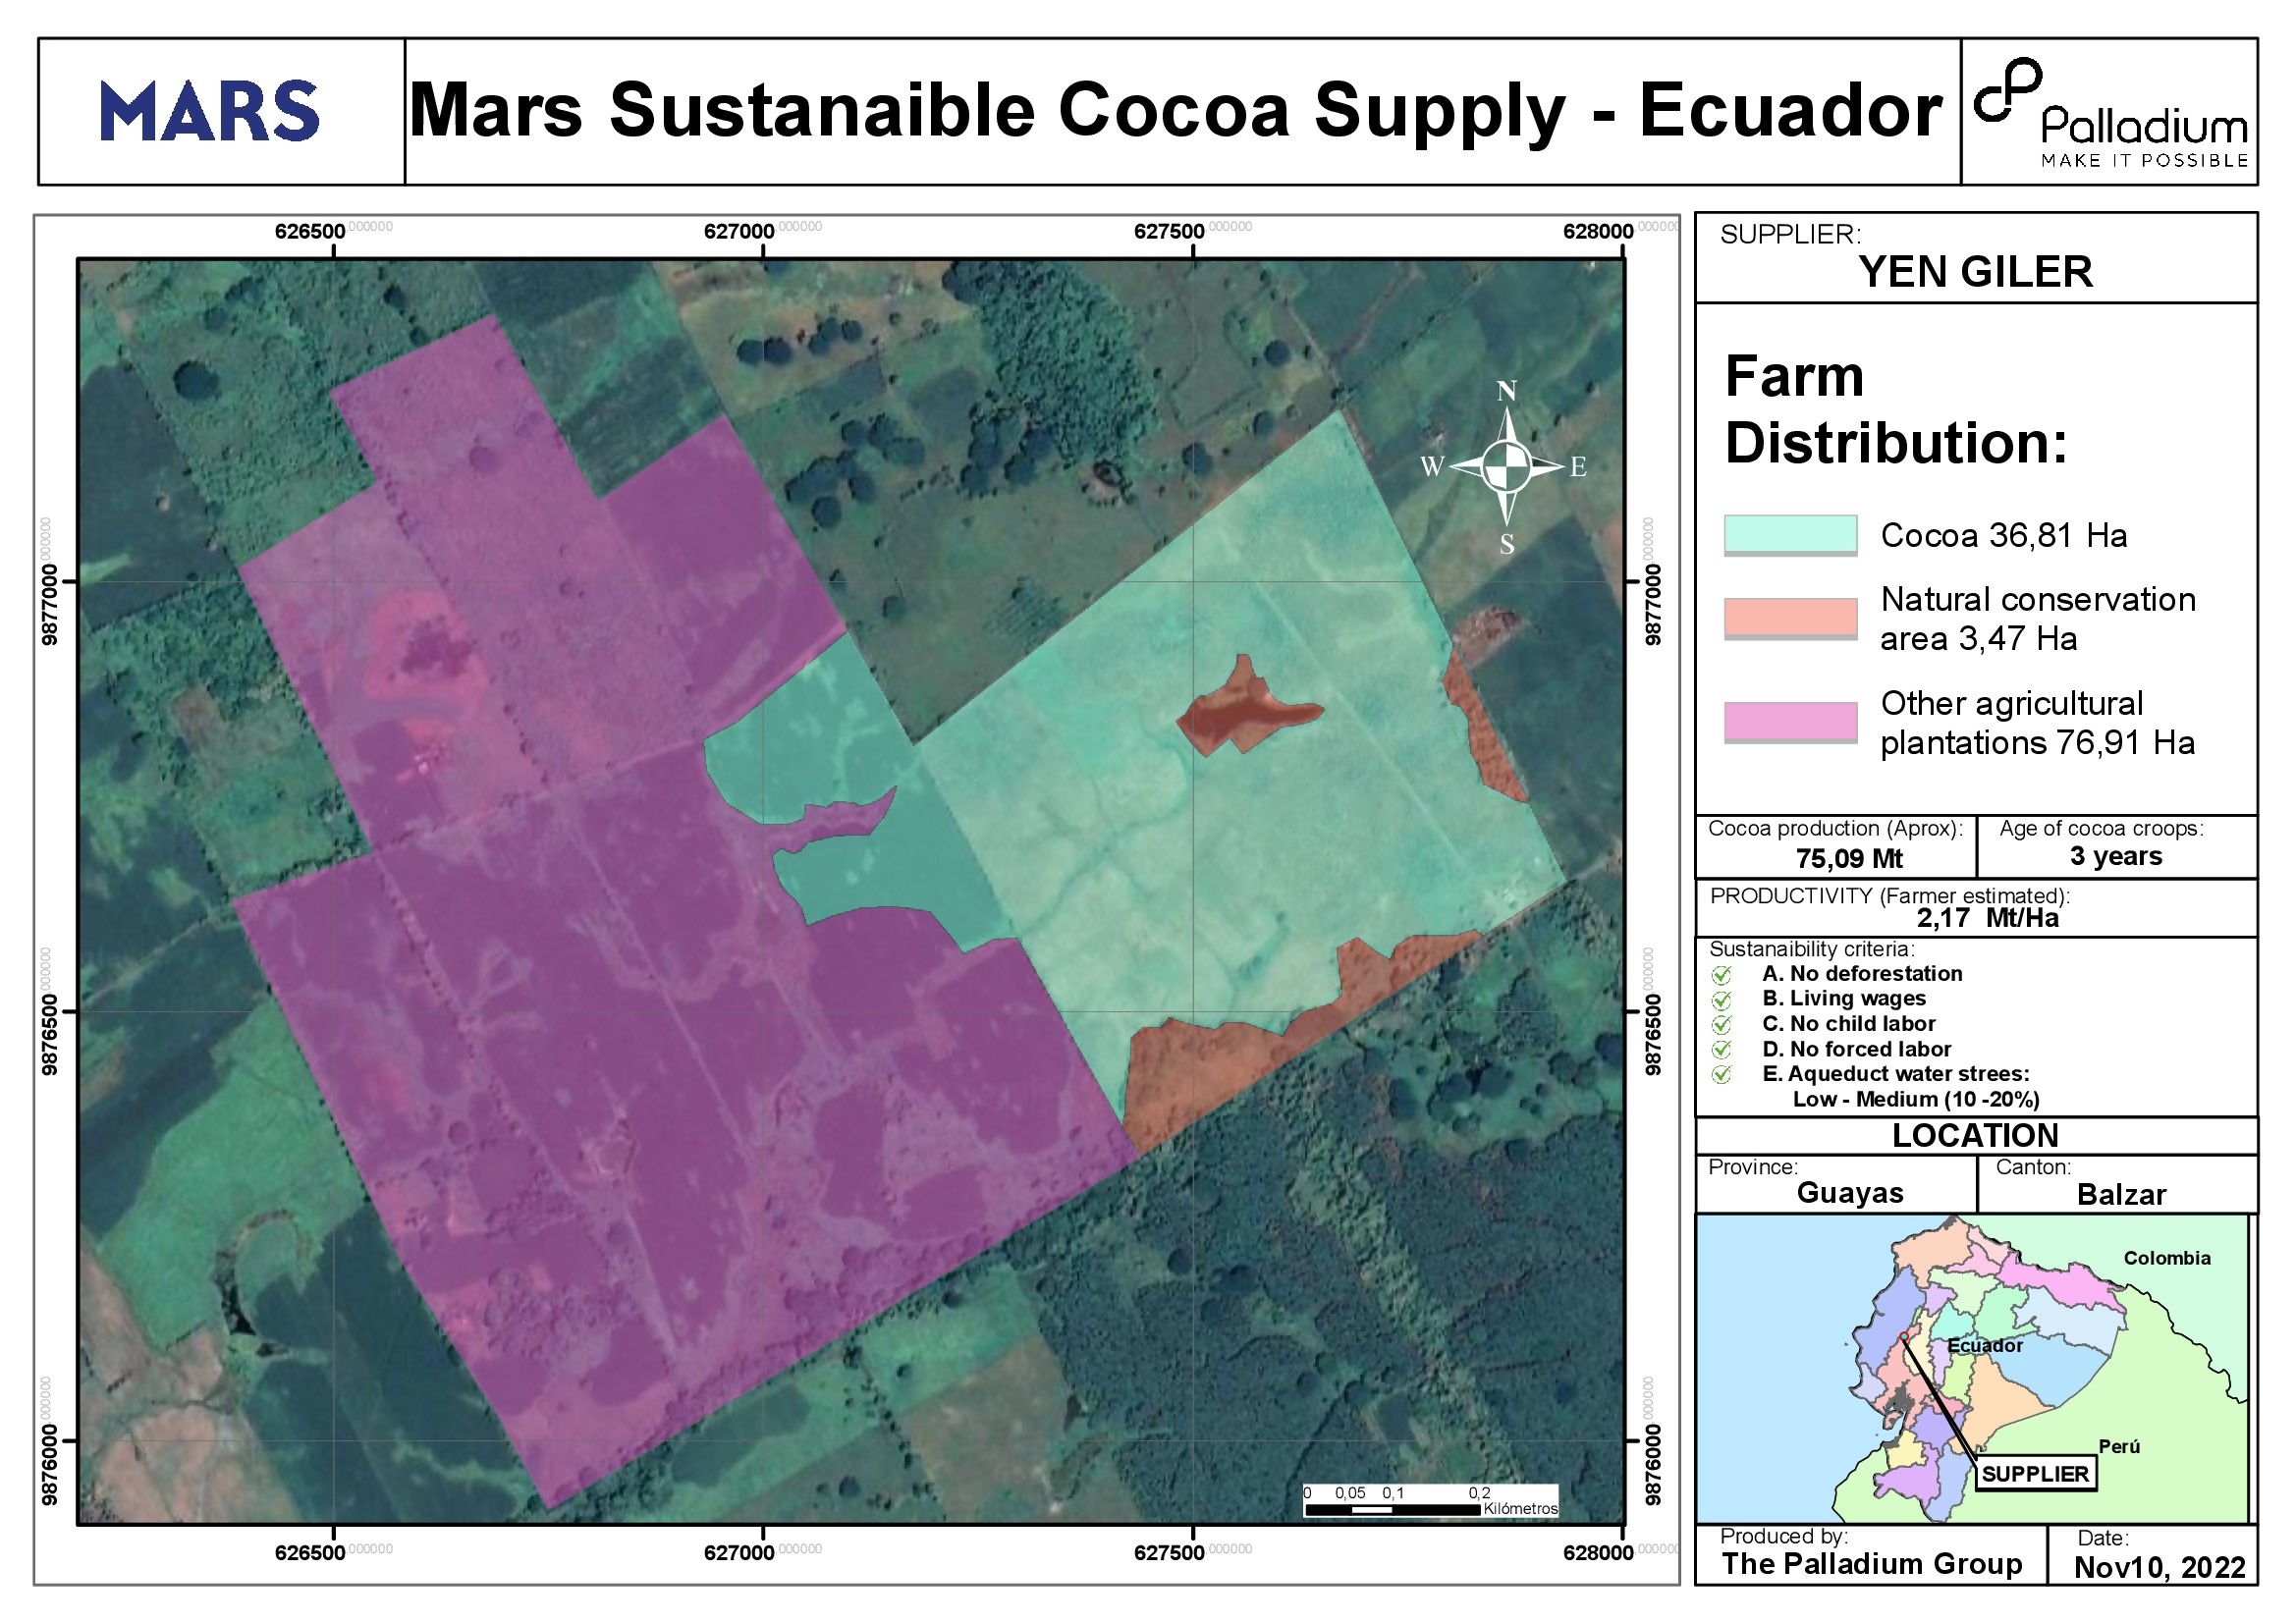 MARS
Mars Sustanaible Cocoa Supply - Ecuador
Palladium
MAKE IT POSSIBLE
626500,000000
627000,000000
627500,000000
628000,000000
9877000,000000
9876500,000000
9876000,000000
9877000,000000
9876500,000000
9876000,000000
N
W
E
S
0 0,05 0,1 0,2
Kilómetros
626500,000000
627000,000000
627500,000000
628000,000000
SUPPLIER:
YEN GILER
Farm
Distribution:
Cocoa 36,81 Ha
Natural conservation
area 3,47 Ha
Other agricultural
plantations 76,91 Ha
Cocoa production (Aprox):
75,09 Mt
Age of cocoa croops:
3 years
PRODUCTIVITY (Farmer estimated):
2,17 Mt/Ha
Sustanaibility criteria:
A. No deforestation
B. Living wages
C. No child labor
D. No forced labor
E. Aqueduct water strees:
Low - Medium (10 -20%)
LOCATION
Province:
Guayas
Canton:
Balzar
Colombia
Ecuador
Perú
SUPPLIER
Produced by:
The Palladium Group
Date:
Nov10, 2022